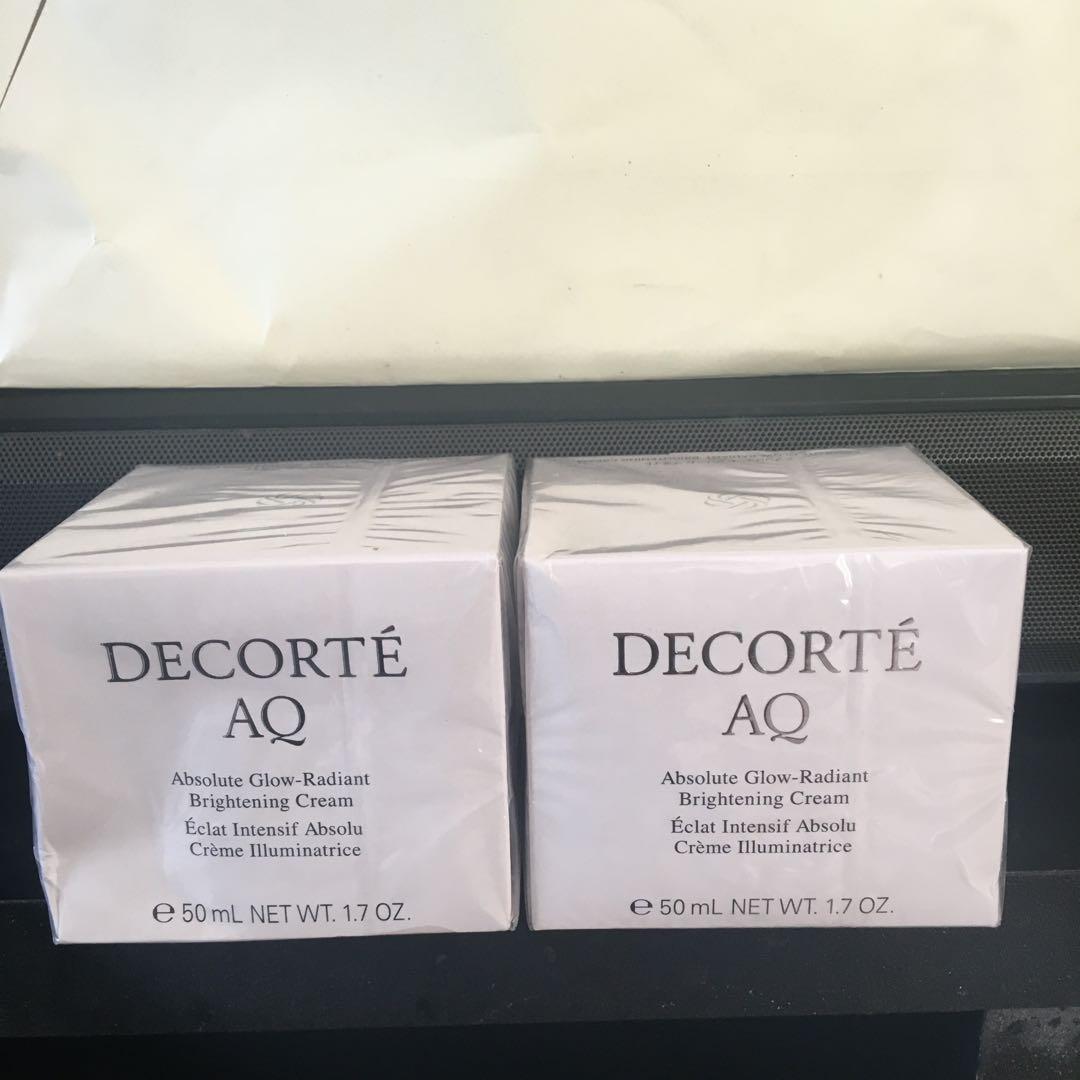 DECORTÉ
AQ
Absolute Glow-Radiant
Brightening Cream
Éclat Intensif Absolu
Crème Illuminatrice
℮ 50 mL NET WT. 1.7 OZ.
DECORTÉ
AQ
Absolute Glow-Radiant
Brightening Cream
Éclat Intensif Absolu
Crème Illuminatrice
℮ 50 mL NET WT. 1.7 OZ.